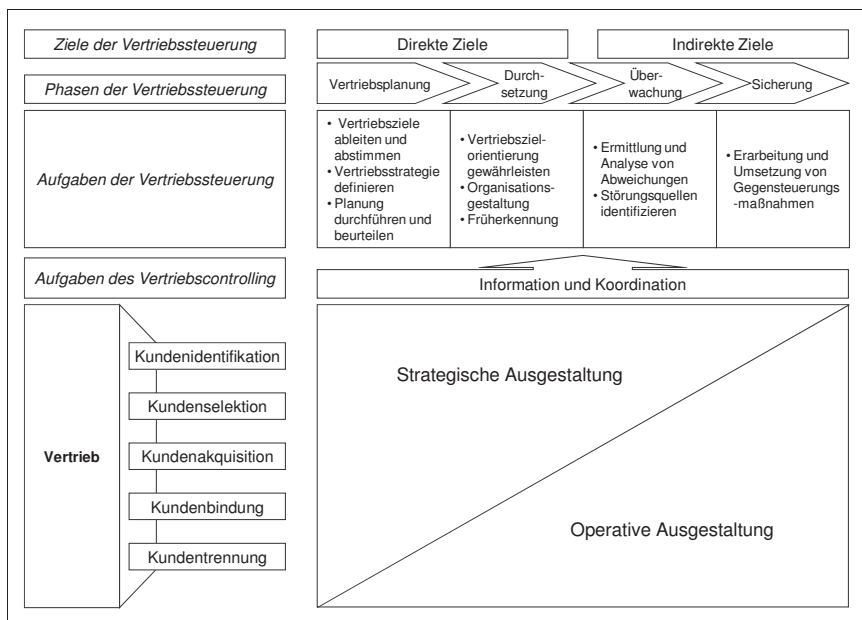 Ziele der Vertriebssteuerung
Direkte Ziele
Indirekte Ziele
Phasen der Vertriebssteuerung
Vertriebsplanung
Durch-
setzung
Über-
wachung
Sicherung
Aufgaben der Vertriebssteuerung
• Vertriebsziele
ableiten und
abstimmen
• Vertriebsstrategie
definieren
• Planung
durchführen und
beurteilen
• Vertriebsziel-
orientierung
gewährleisten
• Organisations-
gestaltung
• Früherkennung
• Ermittlung und
Analyse von
Abweichungen
• Störungsquellen
identifizieren
• Erarbeitung und
Umsetzung von
Gegensteuerungs
-maßnahmen
Aufgaben des Vertriebscontrolling
Information und Koordination
Vertrieb
Kundenidentifikation
Kundenselektion
Kundenakquisition
Kundenbindung
Kundentrennung
Strategische Ausgestaltung
Operative Ausgestaltung